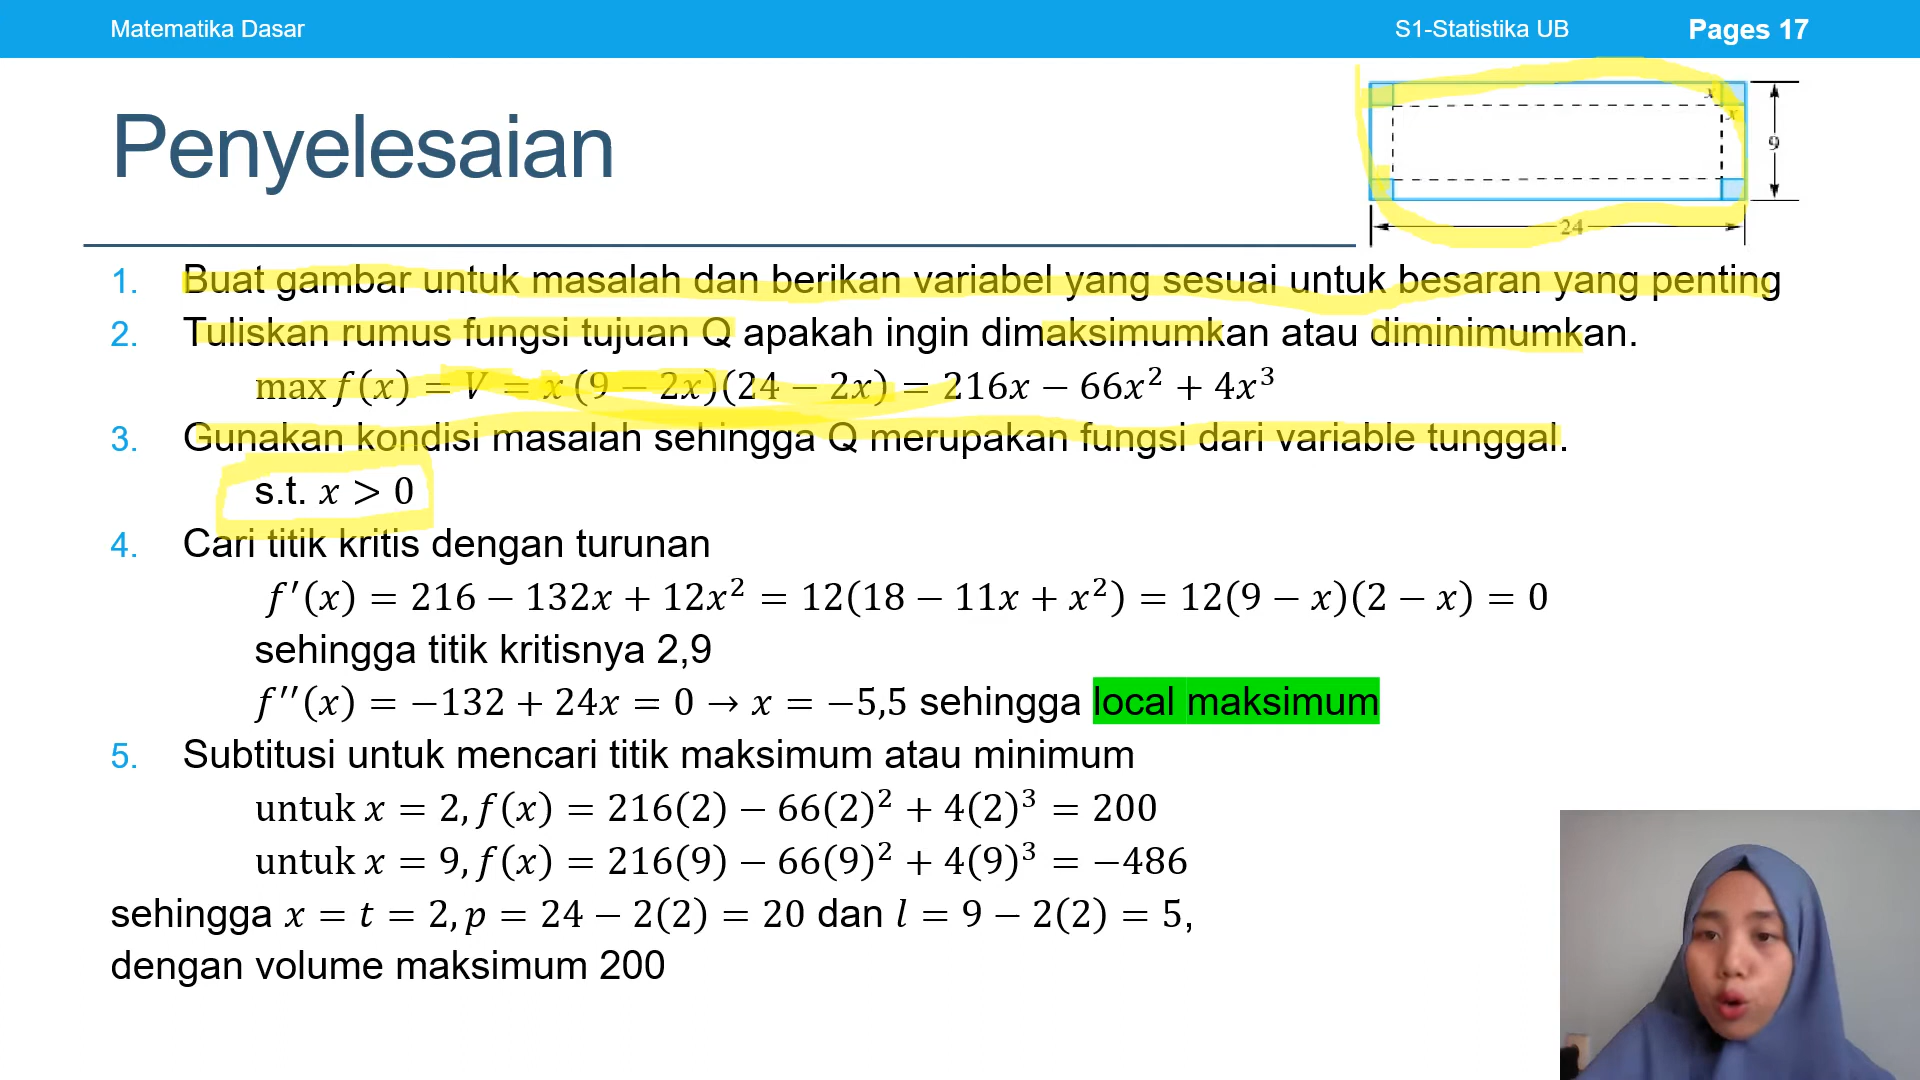 Matematika Dasar
S1-Statistika UB
Pages 17
Penyelesaian
x
x
9
24
1. Buat gambar untuk masalah dan berikan variabel yang sesuai untuk besaran yang penting
2. Tuliskan rumus fungsi tujuan Q apakah ingin dimaksimumkan atau diminimumkan.
max f(x) = V = x (9 − 2x)(24 − 2x) = 216x − 66x² + 4x³
3. Gunakan kondisi masalah sehingga Q merupakan fungsi dari variable tunggal.
s.t. x > 0
4. Cari titik kritis dengan turunan
f′(x) = 216 − 132x + 12x² = 12(18 − 11x + x²) = 12(9 − x)(2 − x) = 0
sehingga titik kritisnya 2,9
f′′(x) = −132 + 24x = 0 → x = −5,5 sehingga local maksimum
5. Subtitusi untuk mencari titik maksimum atau minimum
untuk x = 2, f(x) = 216(2) − 66(2)² + 4(2)³ = 200
untuk x = 9, f(x) = 216(9) − 66(9)² + 4(9)³ = −486
sehingga x = t = 2, p = 24 − 2(2) = 20 dan l = 9 − 2(2) = 5,
dengan volume maksimum 200